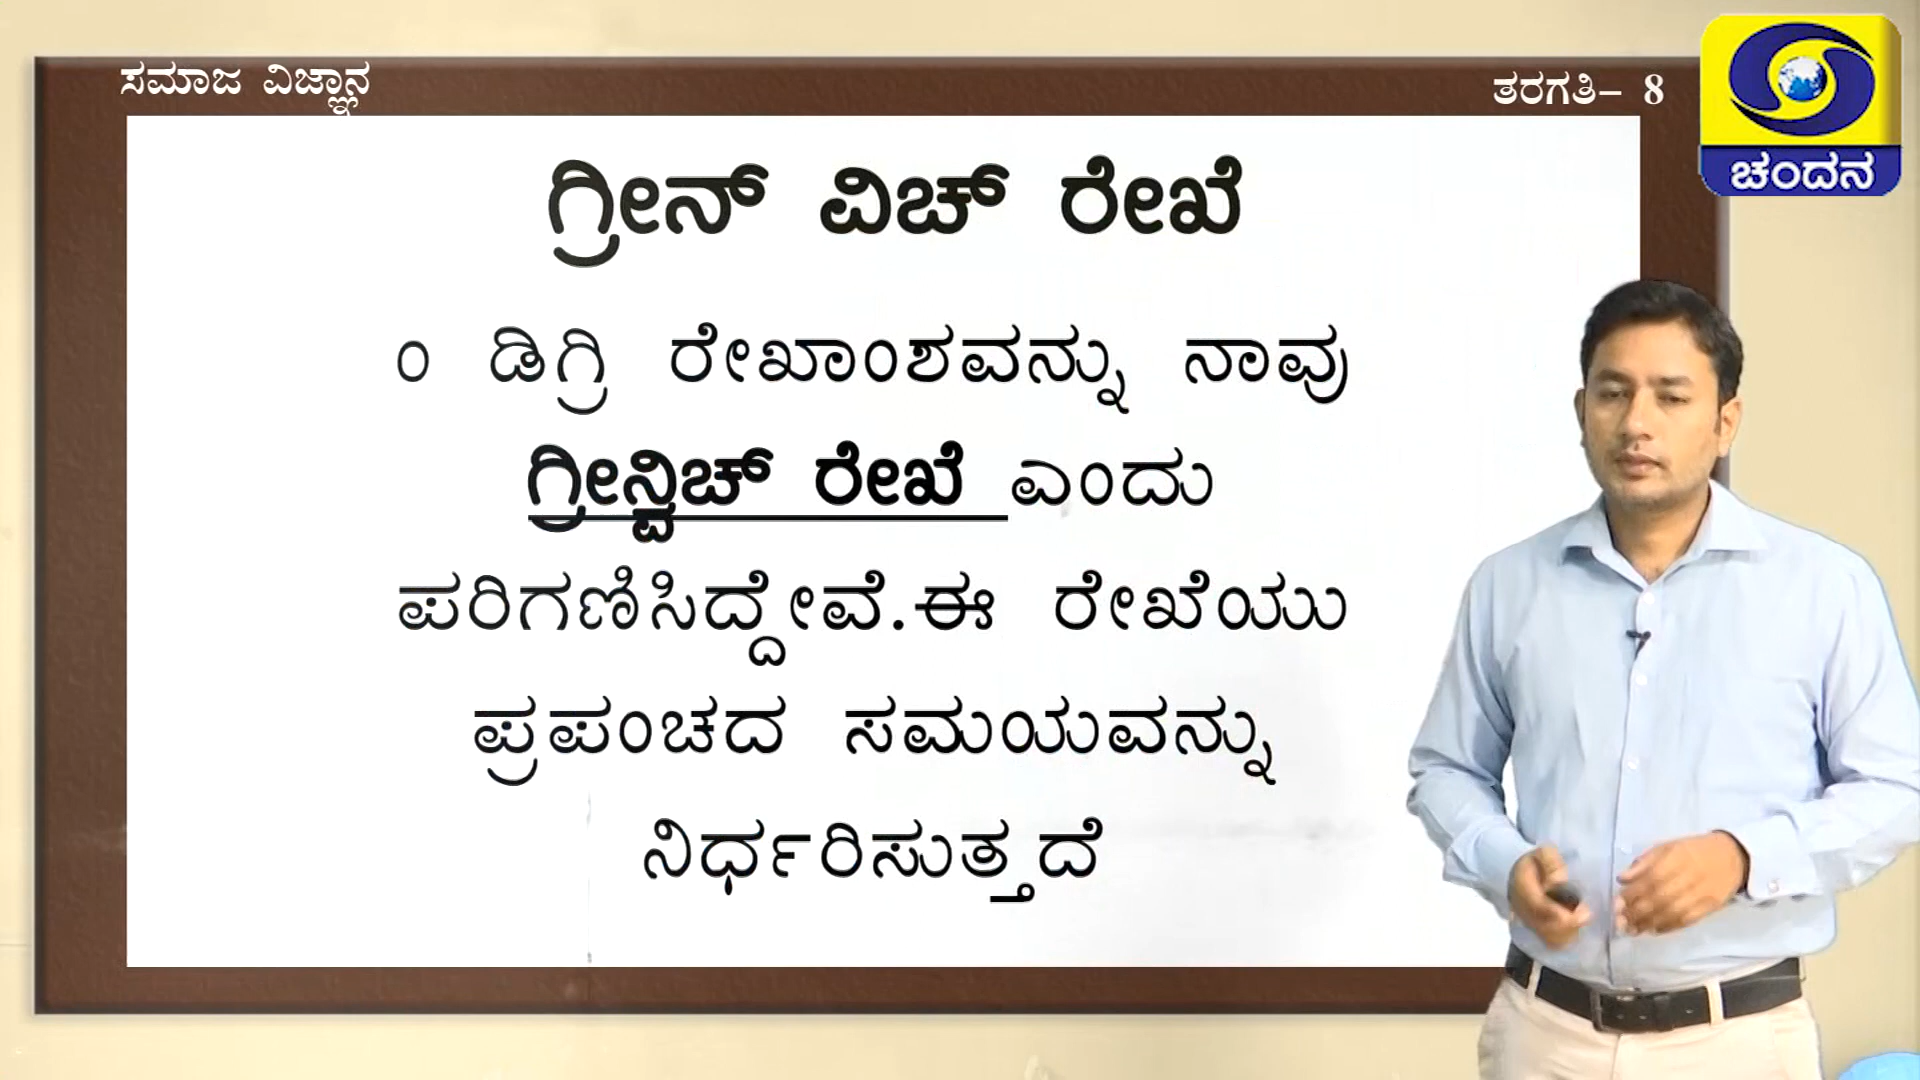 ಸಮಾಜ ವಿಜ್ಞಾನ
ತರಗತಿ– 8
ಚಂದನ
ಗ್ರೀನ್ ವಿಚ್ ರೇಖೆ
೦ ಡಿಗ್ರಿ ರೇಖಾಂಶವನ್ನು ನಾವು
ಗ್ರೀನ್ವಿಚ್ ರೇಖೆ ಎಂದು
ಪರಿಗಣಿಸಿದ್ದೇವೆ.ಈ ರೇಖೆಯು
ಪ್ರಪಂಚದ ಸಮಯವನ್ನು
ನಿರ್ಧರಿಸುತ್ತದೆ